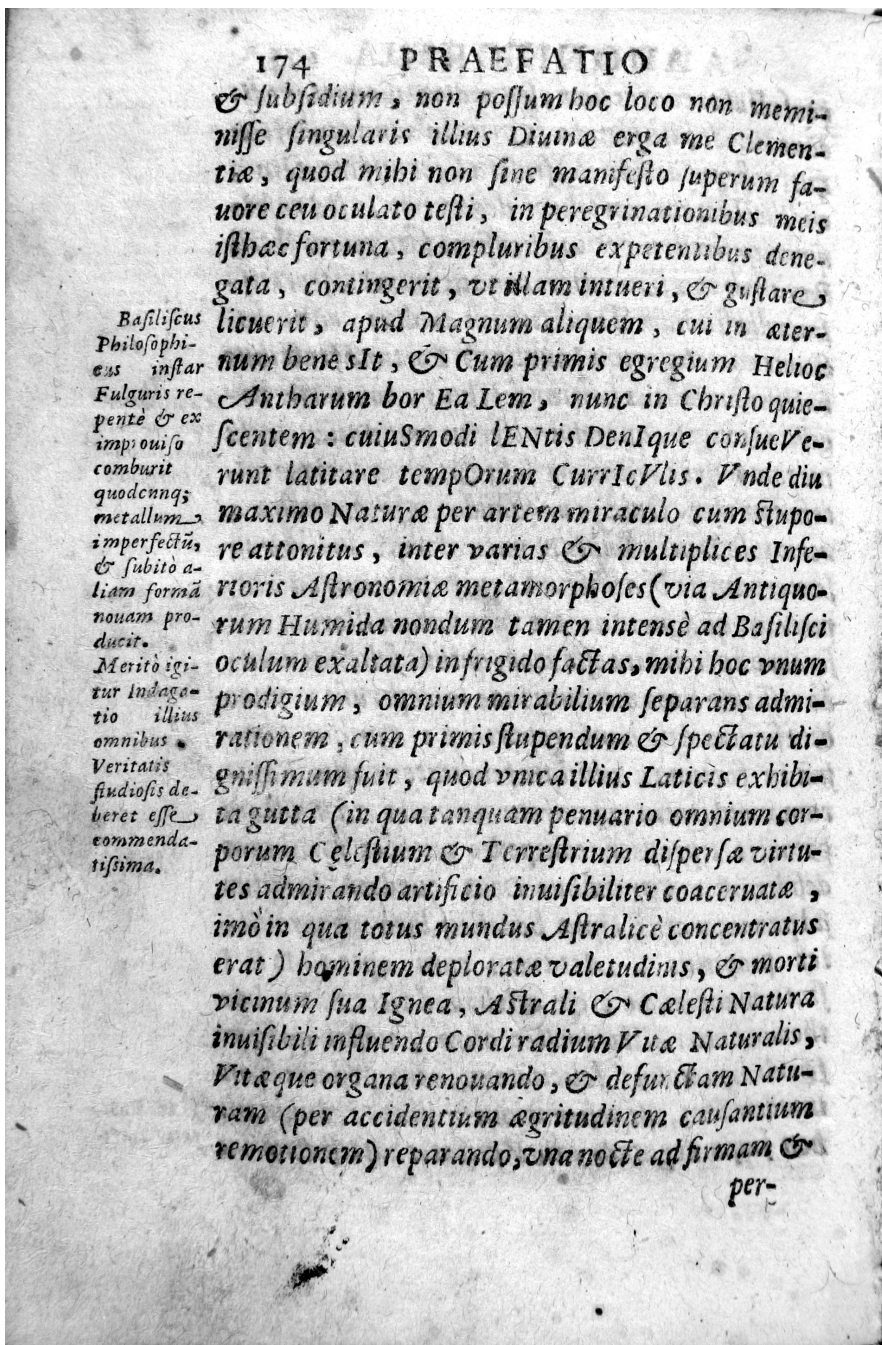 174 PRAEFATIO
& ſubſidium, non poſſum hoc loco non memi-
niſſe ſingularis illius Diuinæ erga me Clemen-
tiæ, quod mihi non ſine manifeſto ſuperum fa-
uore ceu oculato teſti, in peregrinationibus meis
iſthæc fortuna, compluribus expetentibus dene-
gata, contingerit, vt illam intueri, & guſtare
licuerit, apud Magnum aliquem, cui in æter-
num bene sIt, & Cum primis egregium Helioc
Antharum bor Ea Lem, nunc in Chriſto quie-
ſcentem : cuiuSmodi lENtis DenIque conſueVe-
runt latitare tempOrum CurrIcVlis. Vnde diu
maximo Naturæ per artem miraculo cum ſtupo-
re attonitus, inter varias & multiplices Infe-
rioris Aſtronomiæ metamorphoſes (via Antiquo-
rum Humida nondum tamen intensè ad Baſiliſci
oculum exaltata) in frigido factas, mihi hoc vnum
prodigium, omnium mirabilium ſeparans admi-
rationem, cum primis ſtupendum & ſpectatu di-
gniſſimum fuit, quod vnica illius Laticis exhibi-
ta gutta (in qua tanquam penuario omnium cor-
porum Cęleſtium & Terreſtrium diſperſæ virtu-
tes admirando artificio inuiſibiliter coaceruatæ,
imò in qua totus mundus Aſtralicè concentratus
erat) hominem deploratæ valetudinis, & morti
vicinum ſua Ignea, Aſtrali & Cæleſti Natura
inuiſibili influendo Cordi radium Vitæ Naturalis,
Vitæque organa renouando, & defunctam Natu-
ram (per accidentium ægritudinem cauſantium
remotionem) reparando, vna nocte ad firmam &
per-
Baſiliſcus
Philoſophi-
cus inſtar
Fulguris re-
pentè & ex
improuiſo
comburit
quodcunq;
metallum
imperfectũ,
& ſubitò a-
liam formã
nouam pro-
ducit.
Meritò igi-
tur Indaga-
tio illius
omnibus
Veritatis
ſtudioſis de-
beret eſſe
commenda-
tiſſima.